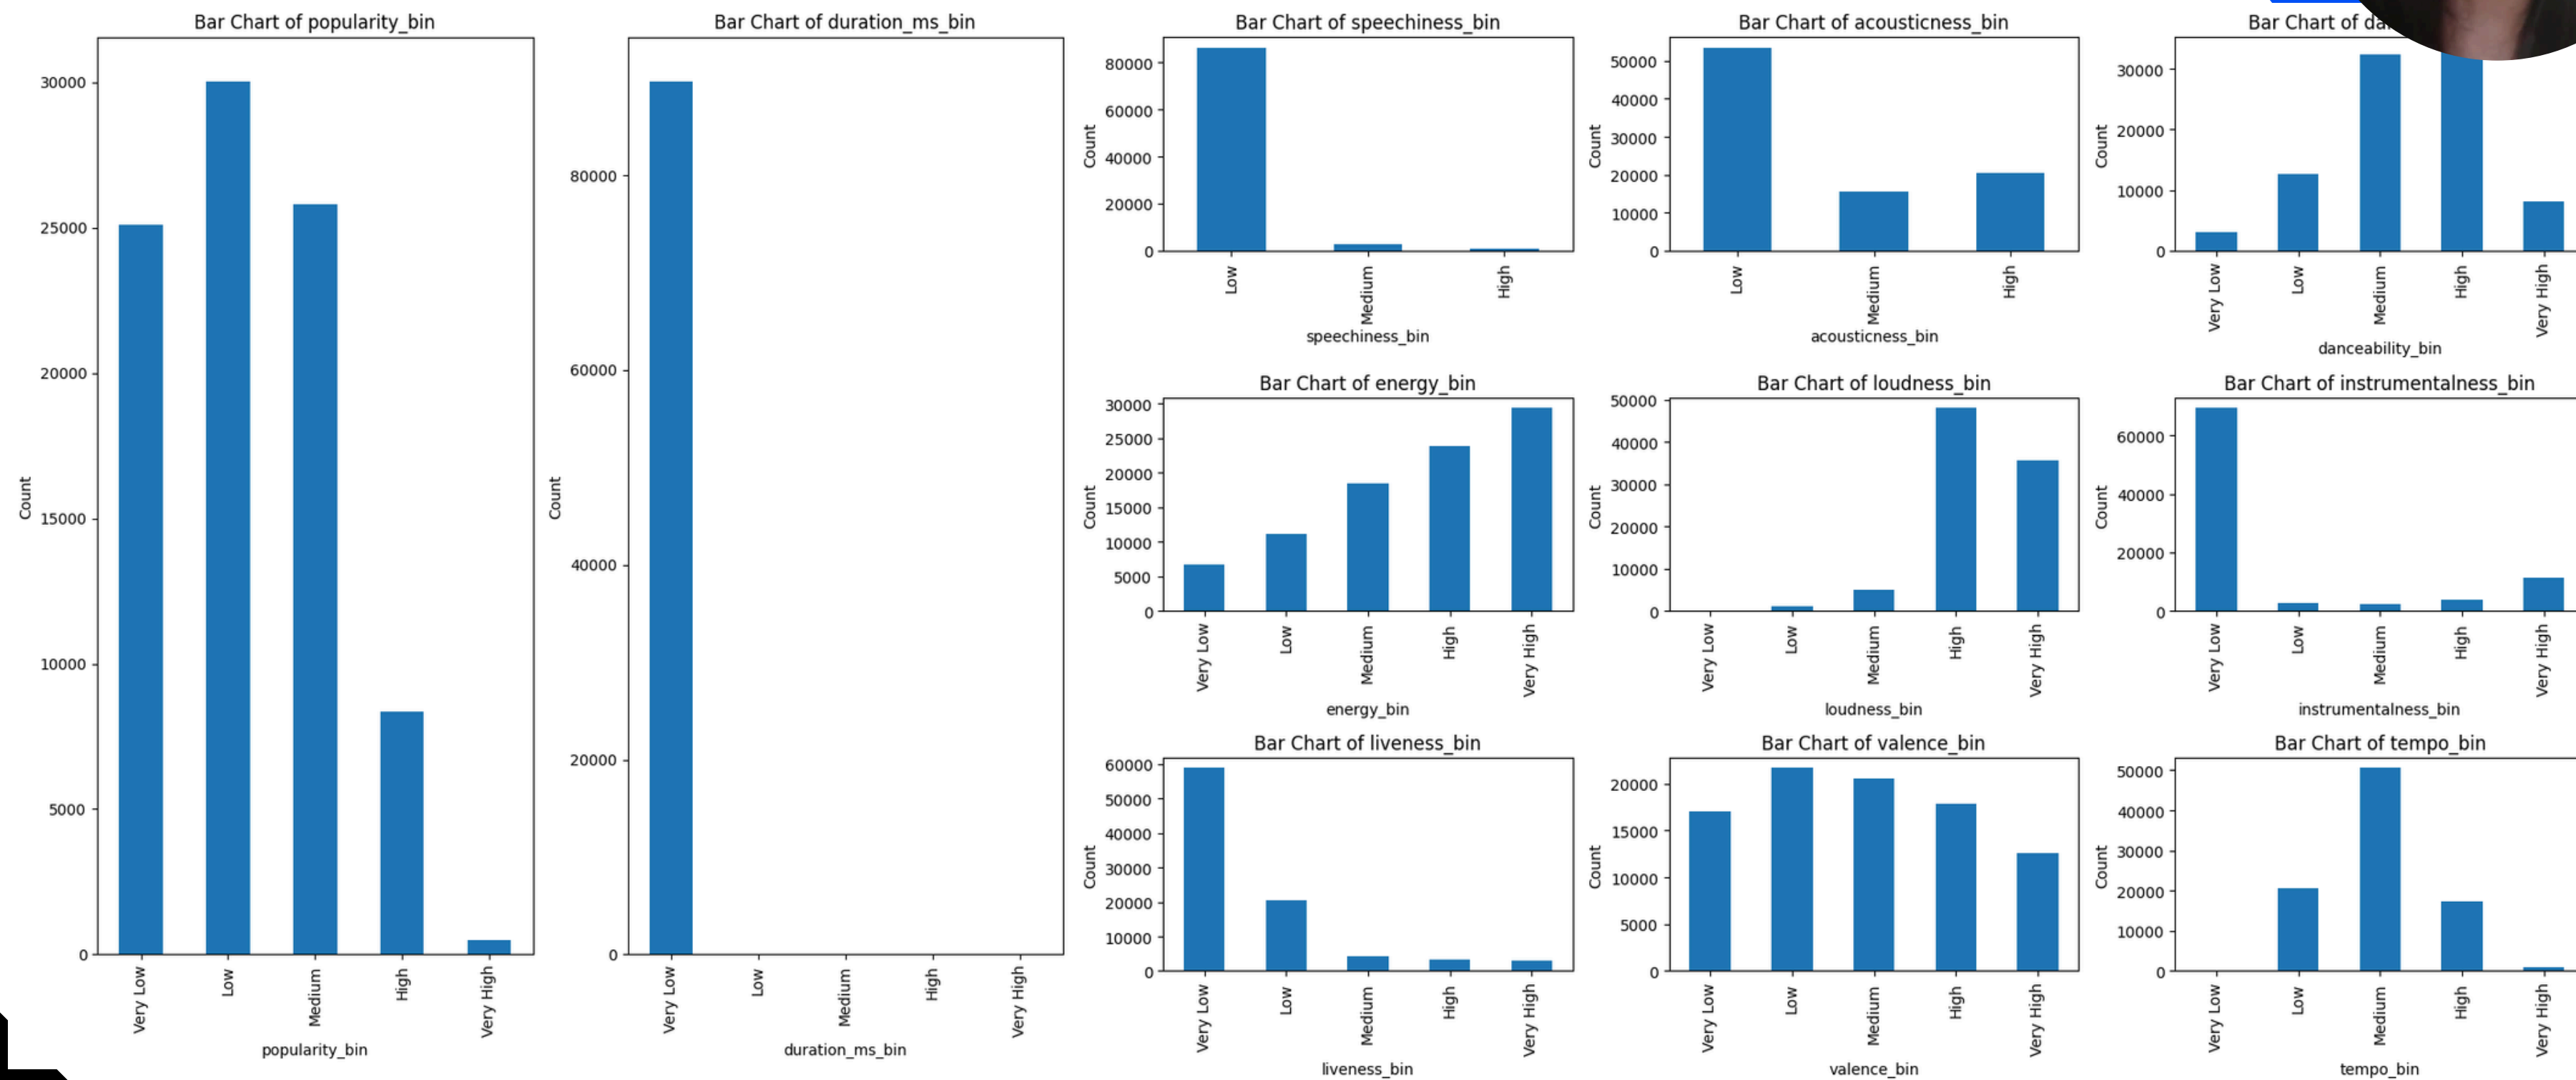 Bar Chart of popularity_bin
30000
25000
20000
15000
10000
5000
0
Count
Very Low
Low
Medium
High
Very High
popularity_bin
Bar Chart of duration_ms_bin
80000
60000
40000
20000
0
Count
Very Low
Low
Medium
High
Very High
duration_ms_bin
Bar Chart of speechiness_bin
80000
60000
40000
20000
0
Count
Low
Medium
High
speechiness_bin
Bar Chart of acousticness_bin
50000
40000
30000
20000
10000
0
Count
Low
Medium
High
acousticness_bin
Bar Chart of
30000
20000
10000
0
Count
Very Low
Low
Medium
High
Very High
danceability_bin
Bar Chart of energy_bin
30000
25000
20000
15000
10000
5000
0
Count
Very Low
Low
Medium
High
Very High
energy_bin
Bar Chart of loudness_bin
50000
40000
30000
20000
10000
0
Count
Very Low
Low
Medium
High
Very High
loudness_bin
Bar Chart of instrumentalness_bin
60000
40000
20000
0
Count
Very Low
Low
Medium
High
Very High
instrumentalness_bin
Bar Chart of liveness_bin
60000
50000
40000
30000
20000
10000
0
Count
Very Low
Low
Medium
High
Very High
liveness_bin
Bar Chart of valence_bin
20000
15000
10000
5000
0
Count
Very Low
Low
Medium
High
Very High
valence_bin
Bar Chart of tempo_bin
50000
40000
30000
20000
10000
0
Count
Very Low
Low
Medium
High
Very High
tempo_bin